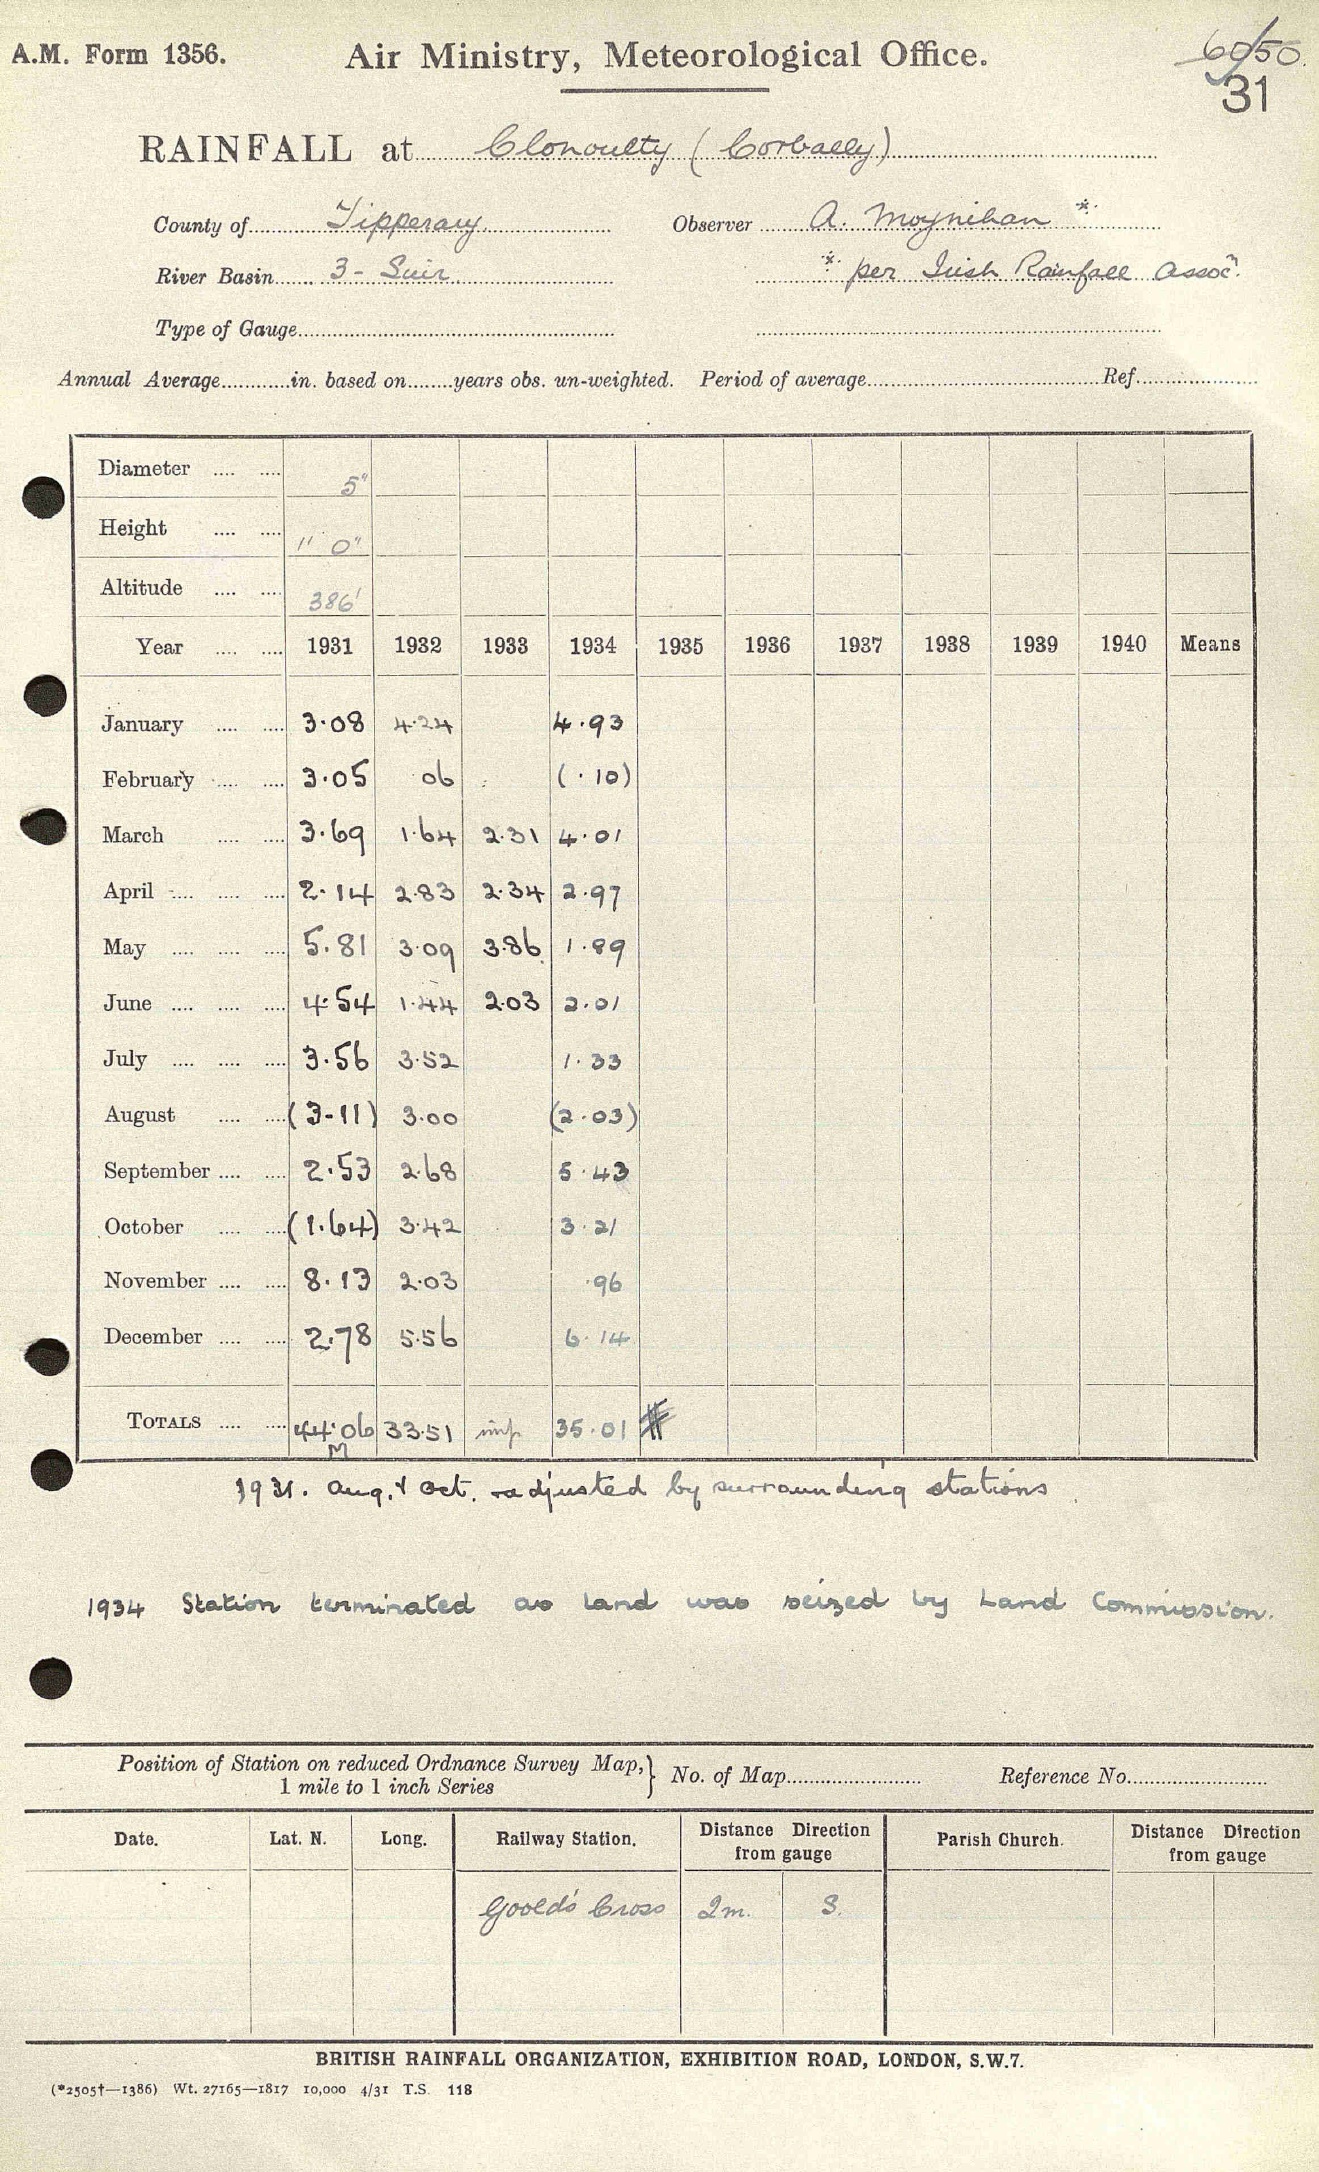 A.M. Form 1356. Air Ministry, Meteorological Office. 60/50.
31
RAINFALL at Clonoulty (Corbally)
County of Tipperary Observer A. Moynihan *
River Basin 3 - Suir * per Irish Rainfall Assocn.
Type of Gauge
Annual Average in. based on years obs. un-weighted. Period of average Ref.
Diameter 5"
Height 1' 0"
Altitude 386'
Year 1931 1932 1933 1934 1935 1936 1937 1938 1939 1940 Means
January 3.08 4.24 4.93
February 3.05 06 (.10)
March 3.69 1.64 2.31 4.01
April 2.14 2.83 2.34 2.97
May 5.81 3.09 3.86 1.89
June 4.54 1.44 2.03 2.01
July 3.56 3.52 1.33
August (3.11) 3.00 (2.03)
September 2.53 2.68 5.43
October (1.64) 3.42 3.21
November 8.13 2.03 .96
December 2.78 5.56 6.14
TOTALS 44.06 33.51 imp. 35.01 #
M
1931. Aug. & Oct. adjusted by surrounding stations
1934 Station terminated as land was seized by Land Commission.
Position of Station on reduced Ordnance Survey Map, } No. of Map Reference No.
1 mile to 1 inch Series
Date. Lat. N. Long. Railway Station. Distance Direction from gauge Parish Church. Distance Direction from gauge
Goold's Cross 2m. S.
BRITISH RAINFALL ORGANIZATION, EXHIBITION ROAD, LONDON, S.W.7.
(*2505†—1386) Wt. 27165—1817 10,000 4/31 T.S. 118